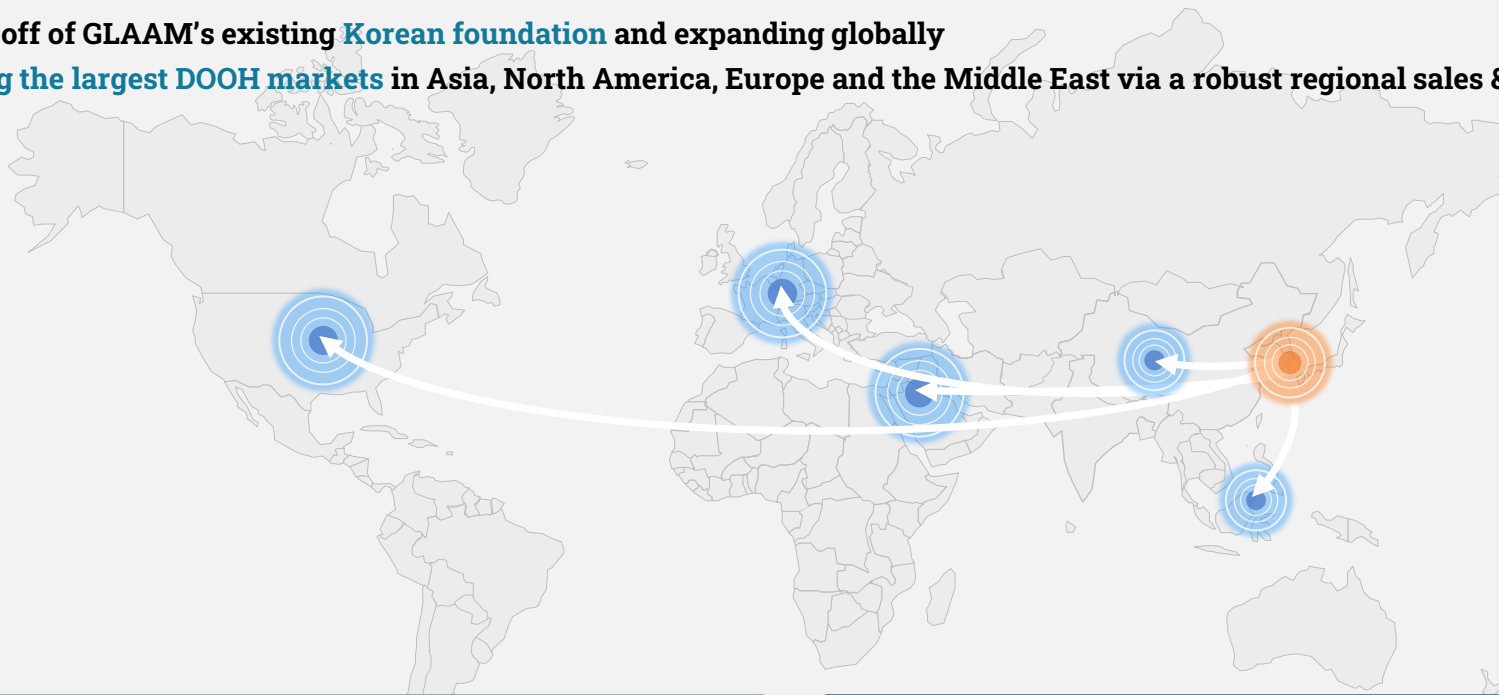 off of GLAAM's existing Korean foundation and expanding globally
g the largest DOOH markets in Asia, North America, Europe and the Middle East via a robust regional sales &